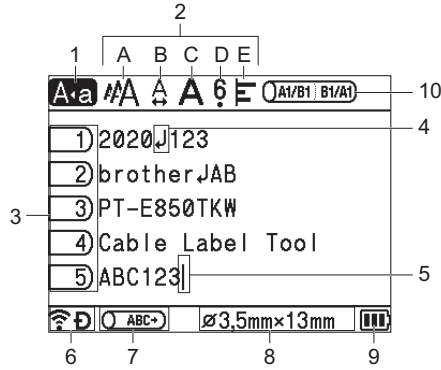 2
1 A B C D E
A◂a A A A 6 E A1/B1 B1/A1 10
4
1) 2020↲123
2) brother↲AB
3 3) PT-E850TKW
4) Cable Label Tool
5) ABC123 5
Đ ABC→ ø3,5mm×13mm
6 7 8 9